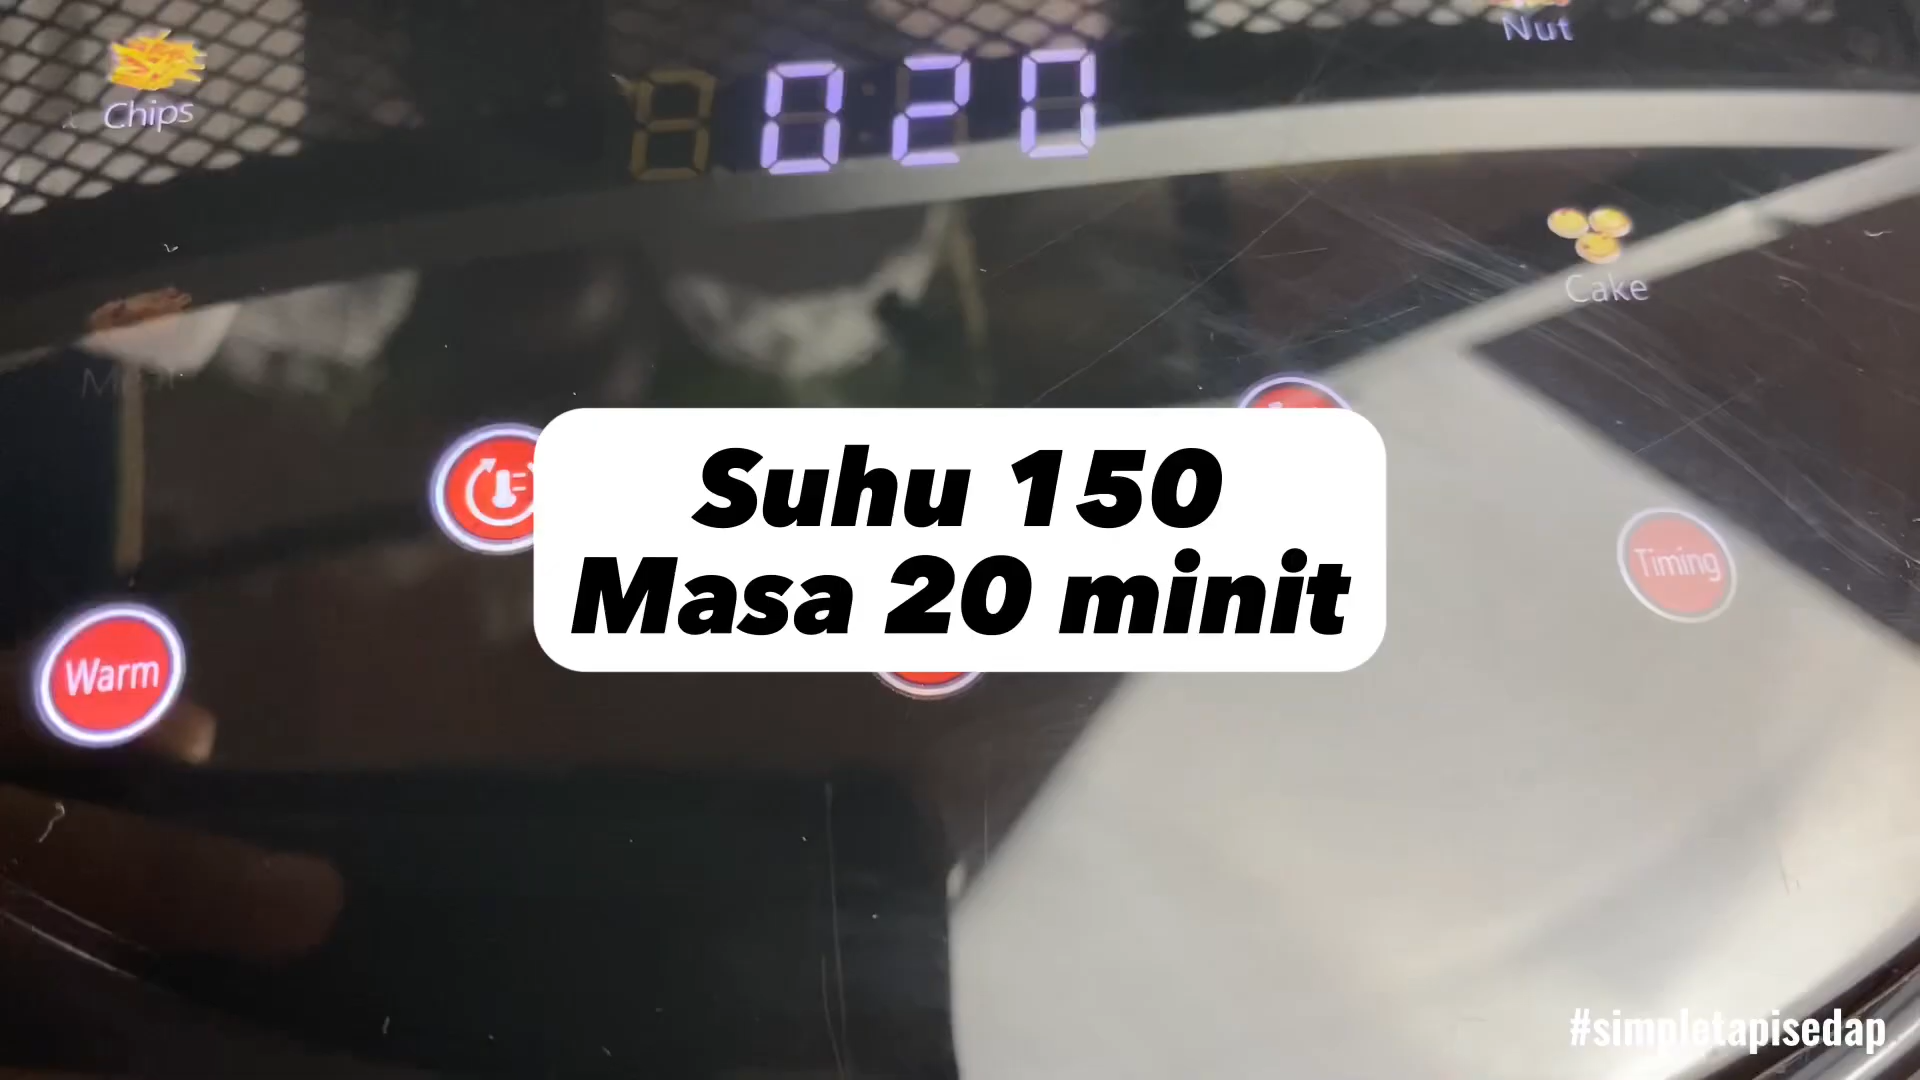 Nut
Chips
020
Cake
Suhu 150
Masa 20 minit
Timing
Warm
#simpletapisedap